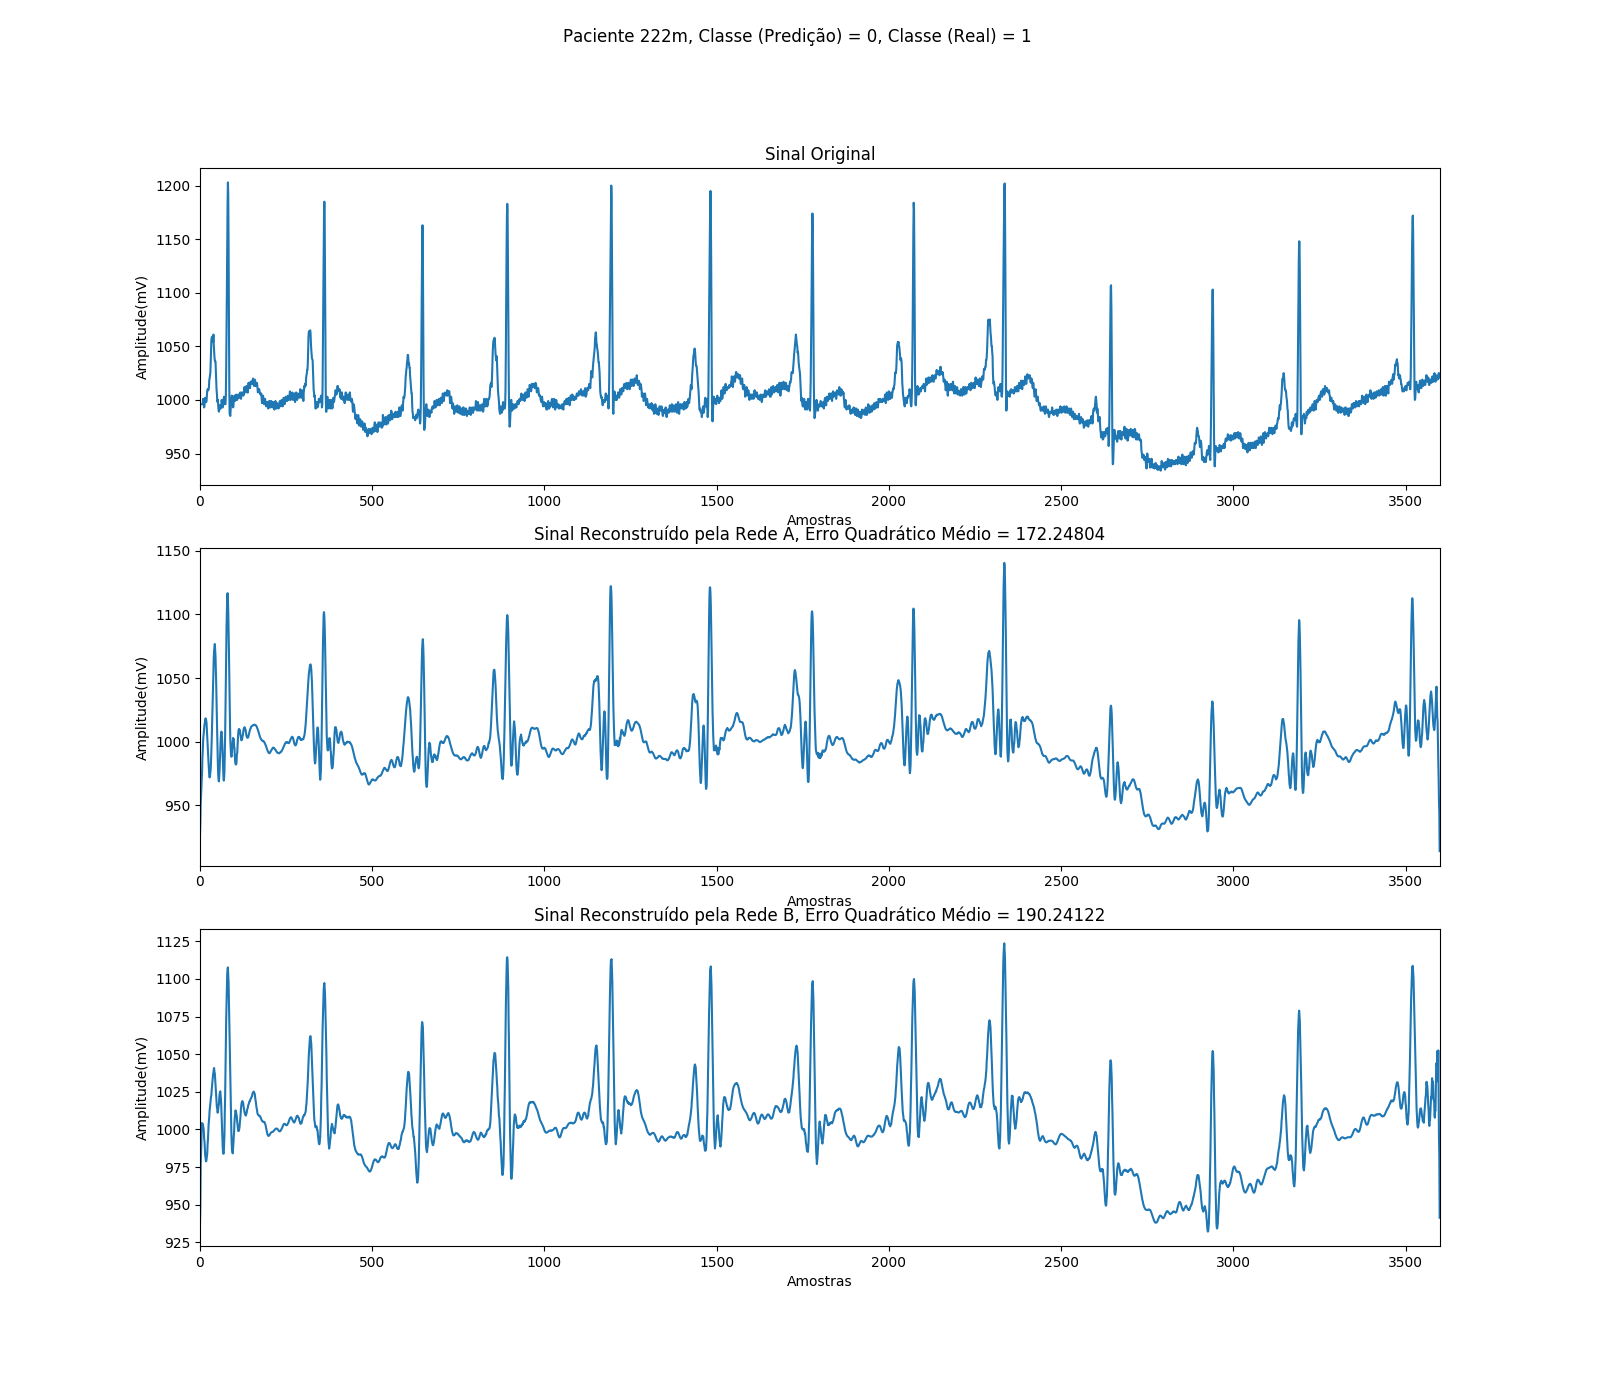 Paciente 222m, Classe (Predição) = 0, Classe (Real) = 1
Sinal Original
Amplitude(mV)
1200
1150
1100
1050
1000
950
0 500 1000 1500 2000 2500 3000 3500
Amostras
Sinal Reconstruído pela Rede A, Erro Quadrático Médio = 172.24804
Amplitude(mV)
1150
1100
1050
1000
950
0 500 1000 1500 2000 2500 3000 3500
Amostras
Sinal Reconstruído pela Rede B, Erro Quadrático Médio = 190.24122
Amplitude(mV)
1125
1100
1075
1050
1025
1000
975
950
925
0 500 1000 1500 2000 2500 3000 3500
Amostras